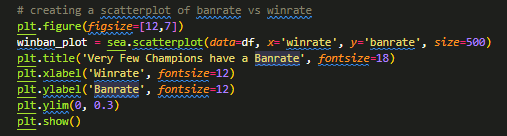 # creating a scatterplot of banrate vs winrate
plt.figure(figsize=[12,7])
winban_plot = sea.scatterplot(data=df, x='winrate', y='banrate', size=500)
plt.title('Very Few Champions have a Banrate', fontsize=18)
plt.xlabel('Winrate', fontsize=12)
plt.ylabel('Banrate', fontsize=12)
plt.ylim(0, 0.3)
plt.show()